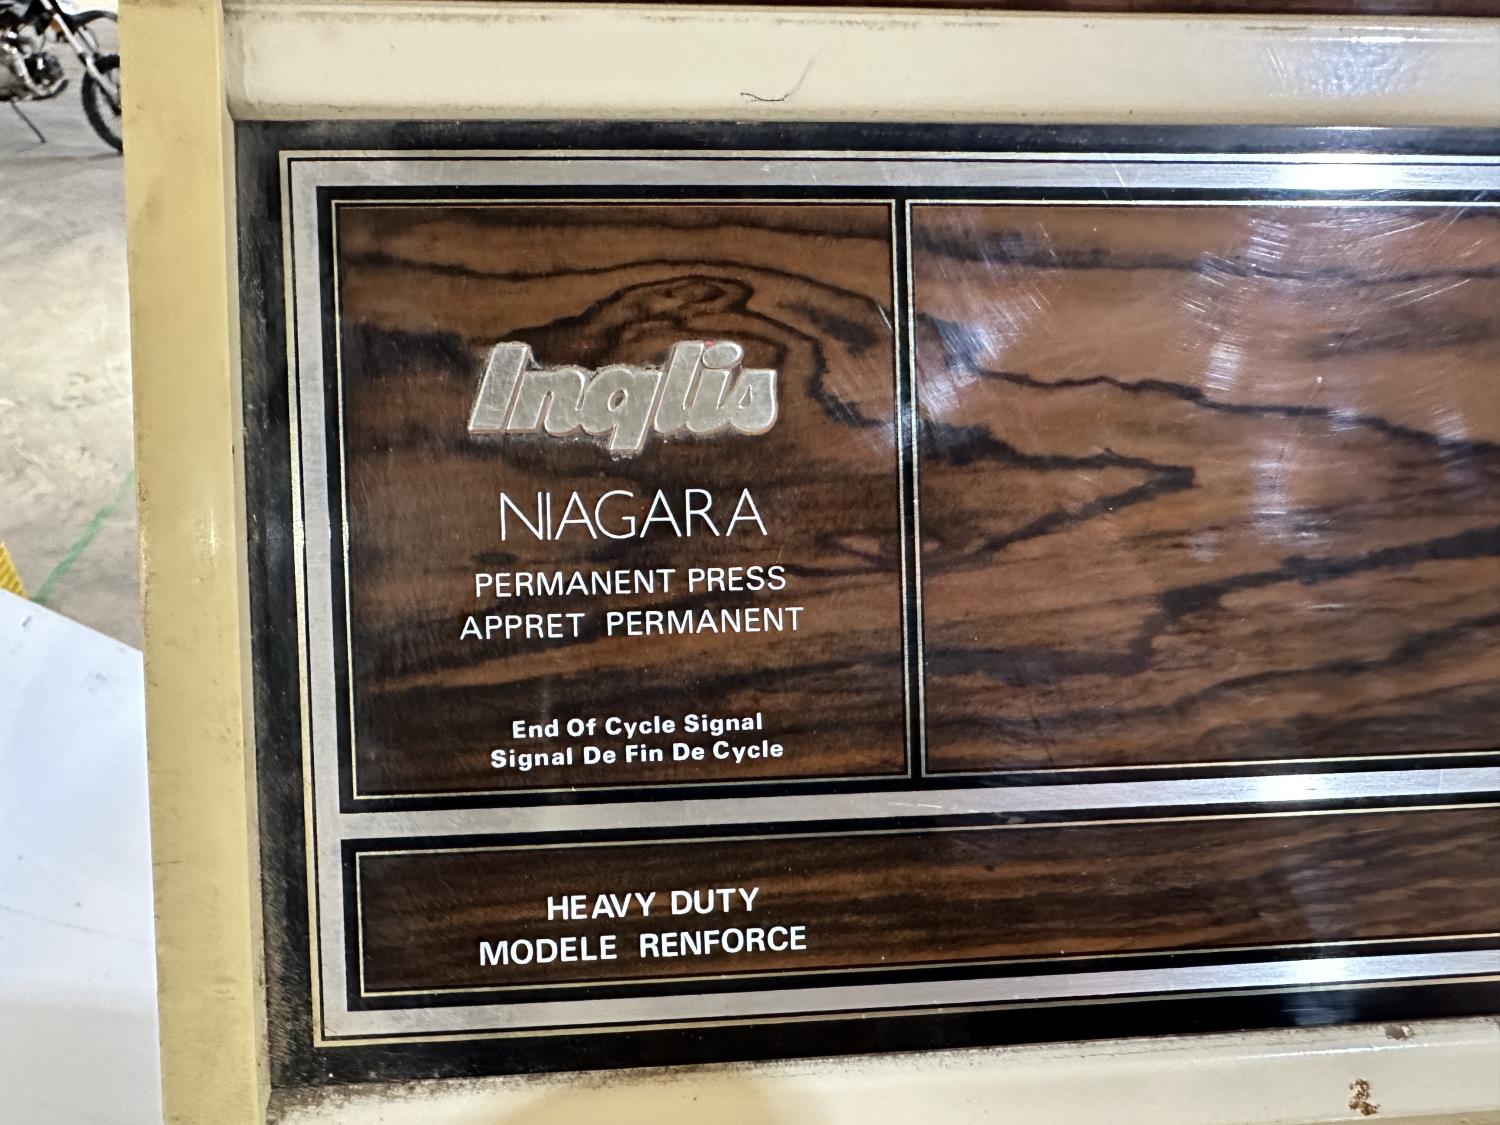 Inglis
NIAGARA
PERMANENT PRESS
APPRET PERMANENT
End Of Cycle Signal
Signal De Fin De Cycle
HEAVY DUTY
MODELE RENFORCE